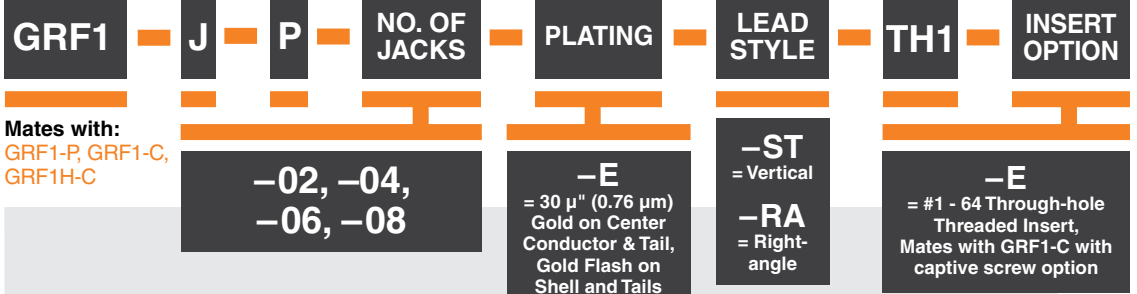 GRF1
J
P
NO. OF
JACKS
PLATING
LEAD
STYLE
TH1
INSERT
OPTION
Mates with:
GRF1-P, GRF1-C,
GRF1H-C
–02, –04,
–06, –08
–E
= 30 µ" (0.76 µm)
Gold on Center
Conductor & Tail,
Gold Flash on
Shell and Tails
–ST
= Vertical
–RA
= Right-
angle
–E
= #1 - 64 Through-hole
Threaded Insert,
Mates with GRF1-C with
captive screw option